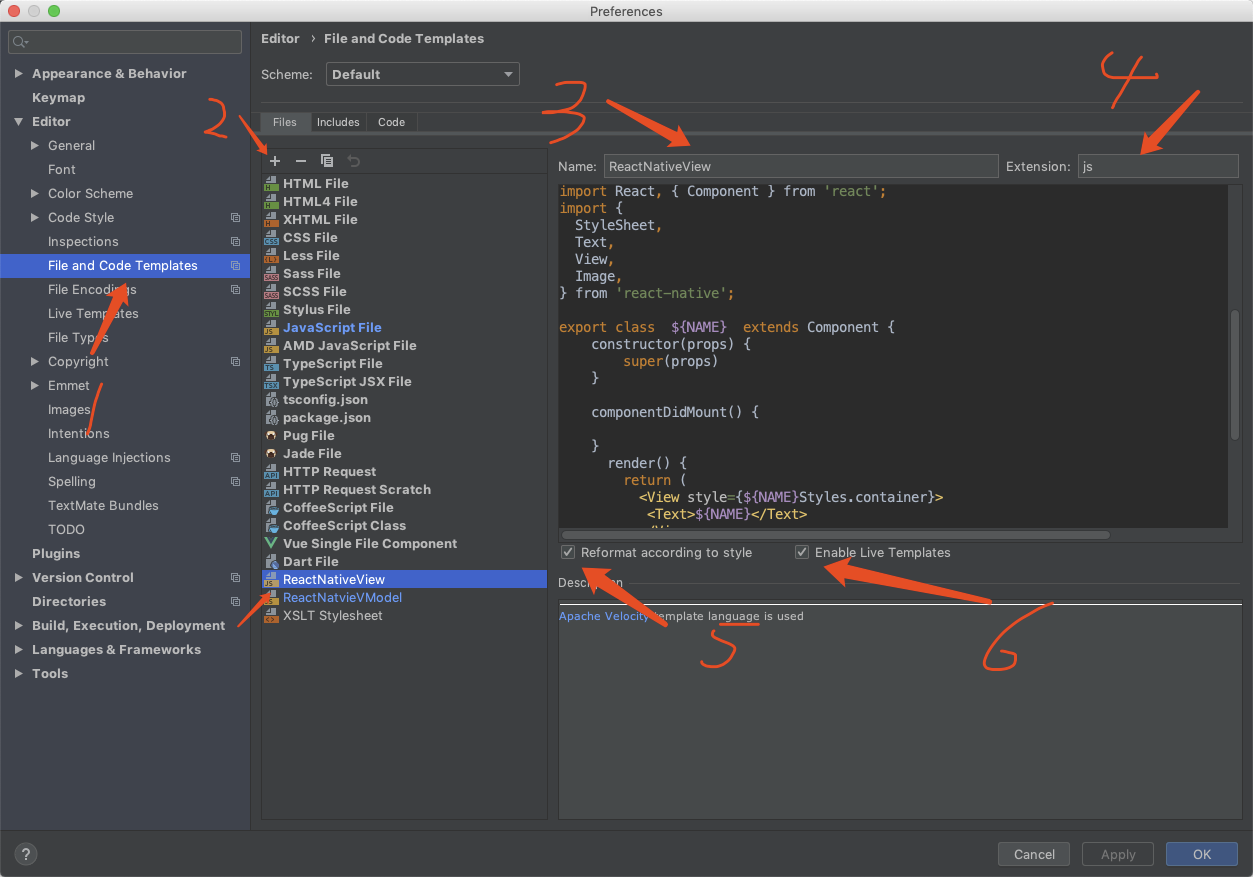 Preferences
Editor › File and Code Templates
Scheme: Default
Appearance & Behavior
Keymap
Editor
General
Font
Color Scheme
Code Style
Inspections
File and Code Templates
File Encodings
Live Templates
File Types
Copyright
Emmet
Images
Intentions
Language Injections
Spelling
TextMate Bundles
TODO
Plugins
Version Control
Directories
Build, Execution, Deployment
Languages & Frameworks
Tools
1
2
3
4
Files Includes Code
HTML File
HTML4 File
XHTML File
CSS File
Less File
Sass File
SCSS File
Stylus File
JavaScript File
AMD JavaScript File
TypeScript File
TypeScript JSX File
tsconfig.json
package.json
Pug File
Jade File
HTTP Request
HTTP Request Scratch
CoffeeScript File
CoffeeScript Class
Vue Single File Component
Dart File
ReactNativeView
ReactNatvieVModel
XSLT Stylesheet
Name: ReactNativeView Extension: js
import React, { Component } from 'react';
import {
StyleSheet,
Text,
View,
Image,
} from 'react-native';
export class ${NAME} extends Component {
constructor(props) {
super(props)
}
componentDidMount() {
}
render() {
return (
<View style={${NAME}Styles.container}>
<Text>${NAME}</Text>
Reformat according to style Enable Live Templates
Description
Apache Velocity template language is used
5
6
? Cancel Apply OK